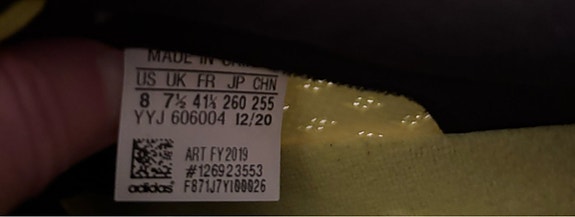 MADE IN
US UK FR JP CHN
8 7½ 41⅓ 260 255
YYJ 606004 12/20
ART FY2019
#126923553
adidas F871J7Y100026